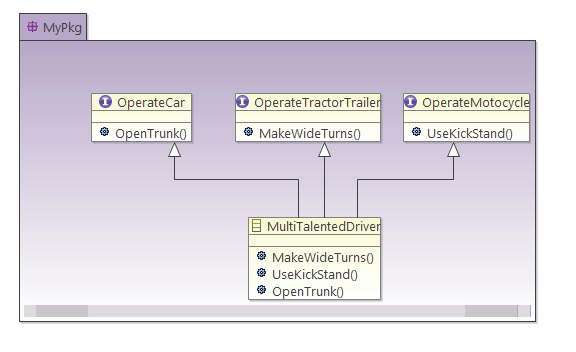 MyPkg
OperateCar
OpenTrunk()
OperateTractorTrailer
MakeWideTurns()
OperateMotocycle
UseKickStand()
MultiTalentedDriver
MakeWideTurns()
UseKickStand()
OpenTrunk()